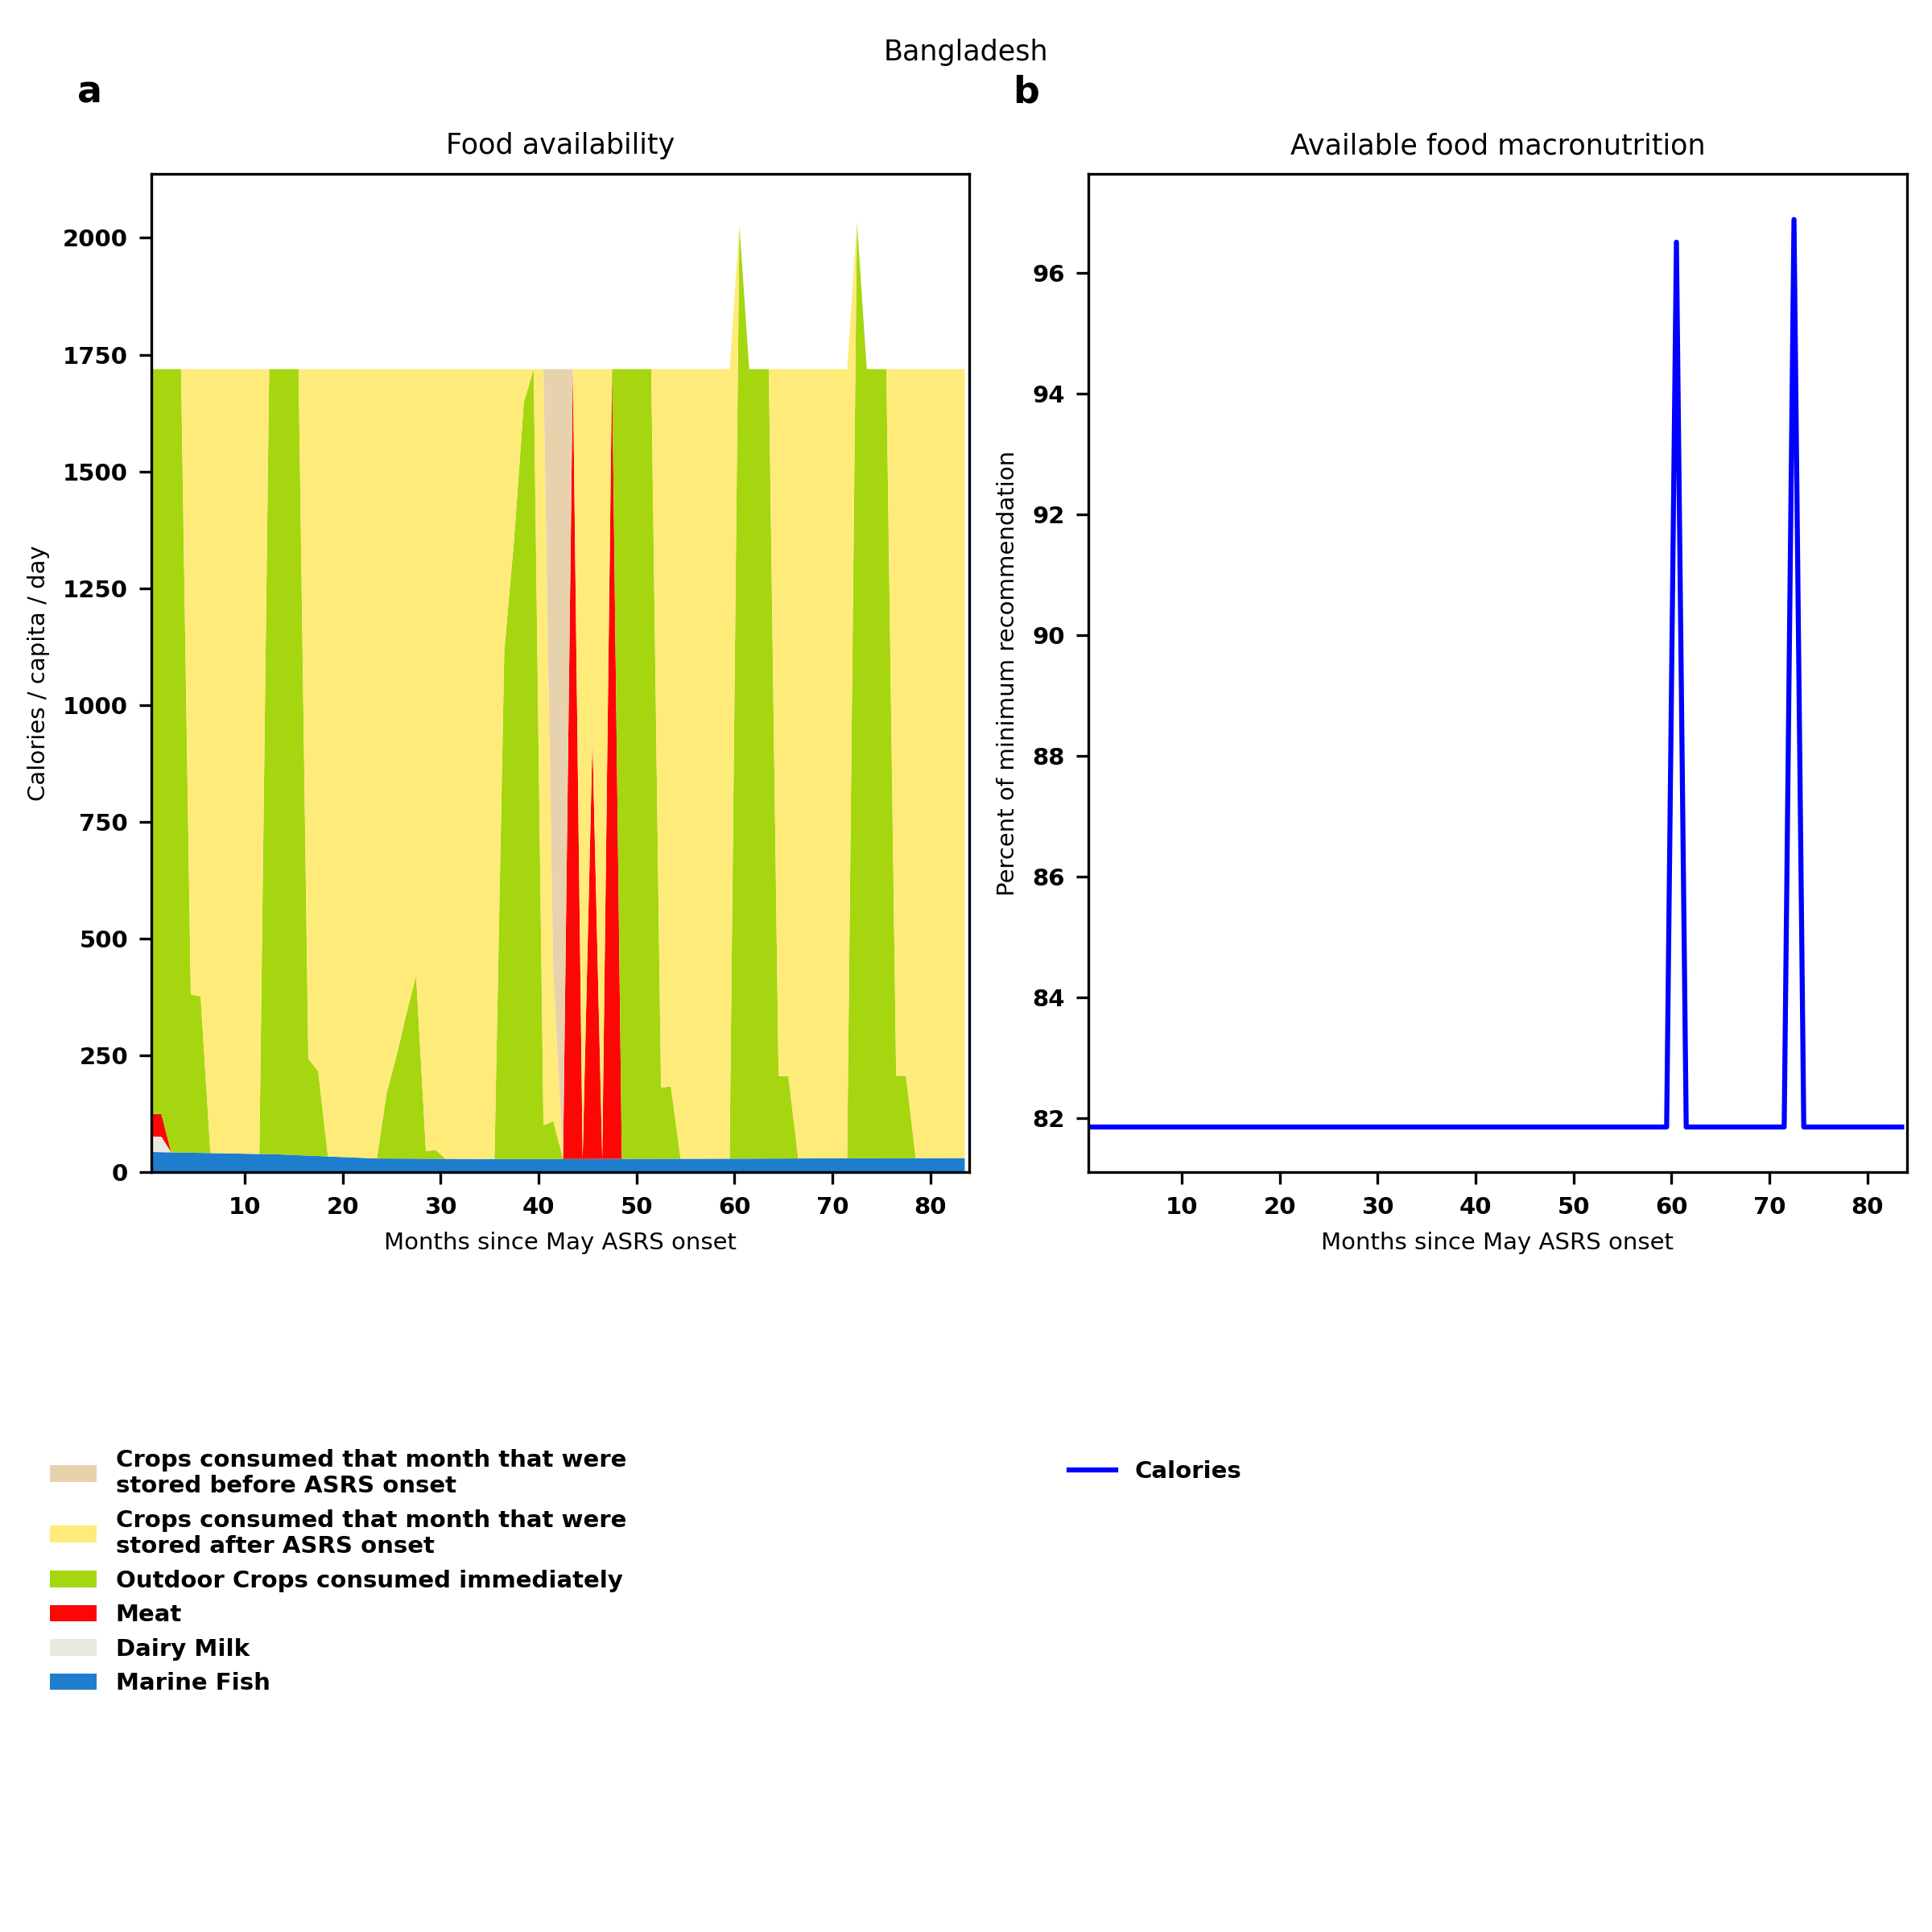 Bangladesh
a
Food availability
Calories / capita / day
2000
1750
1500
1250
1000
750
500
250
0
10 20 30 40 50 60 70 80
Months since May ASRS onset
b
Available food macronutrition
Percent of minimum recommendation
96
94
92
90
88
86
84
82
10 20 30 40 50 60 70 80
Months since May ASRS onset
Crops consumed that month that were
stored before ASRS onset
Crops consumed that month that were
stored after ASRS onset
Outdoor Crops consumed immediately
Meat
Dairy Milk
Marine Fish
Calories